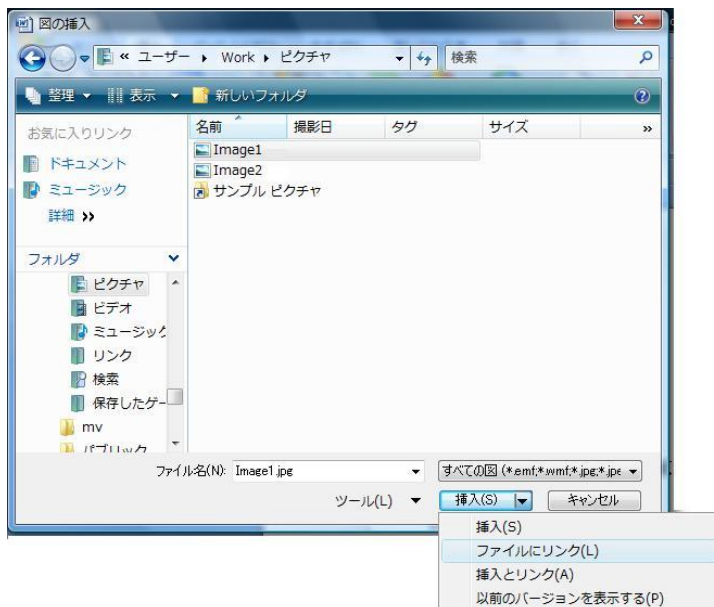 図の挿入
« ユーザー ▸ Work ▸ ピクチャ
検索
整理 表示 新しいフォルダ
お気に入りリンク
ドキュメント
ミュージック
詳細 »
名前 撮影日 タグ サイズ »
Image1
Image2
サンプル ピクチャ
フォルダ
ピクチャ
ビデオ
ミュージック
リンク
検索
保存したゲー
mv
パブリック
ファイル名(N): Image1.jpg
すべての図 (*.emf;*.wmf;*.jpg;*.jpe
ツール(L) 挿入(S) キャンセル
挿入(S)
ファイルにリンク(L)
挿入とリンク(A)
以前のバージョンを表示する(P)